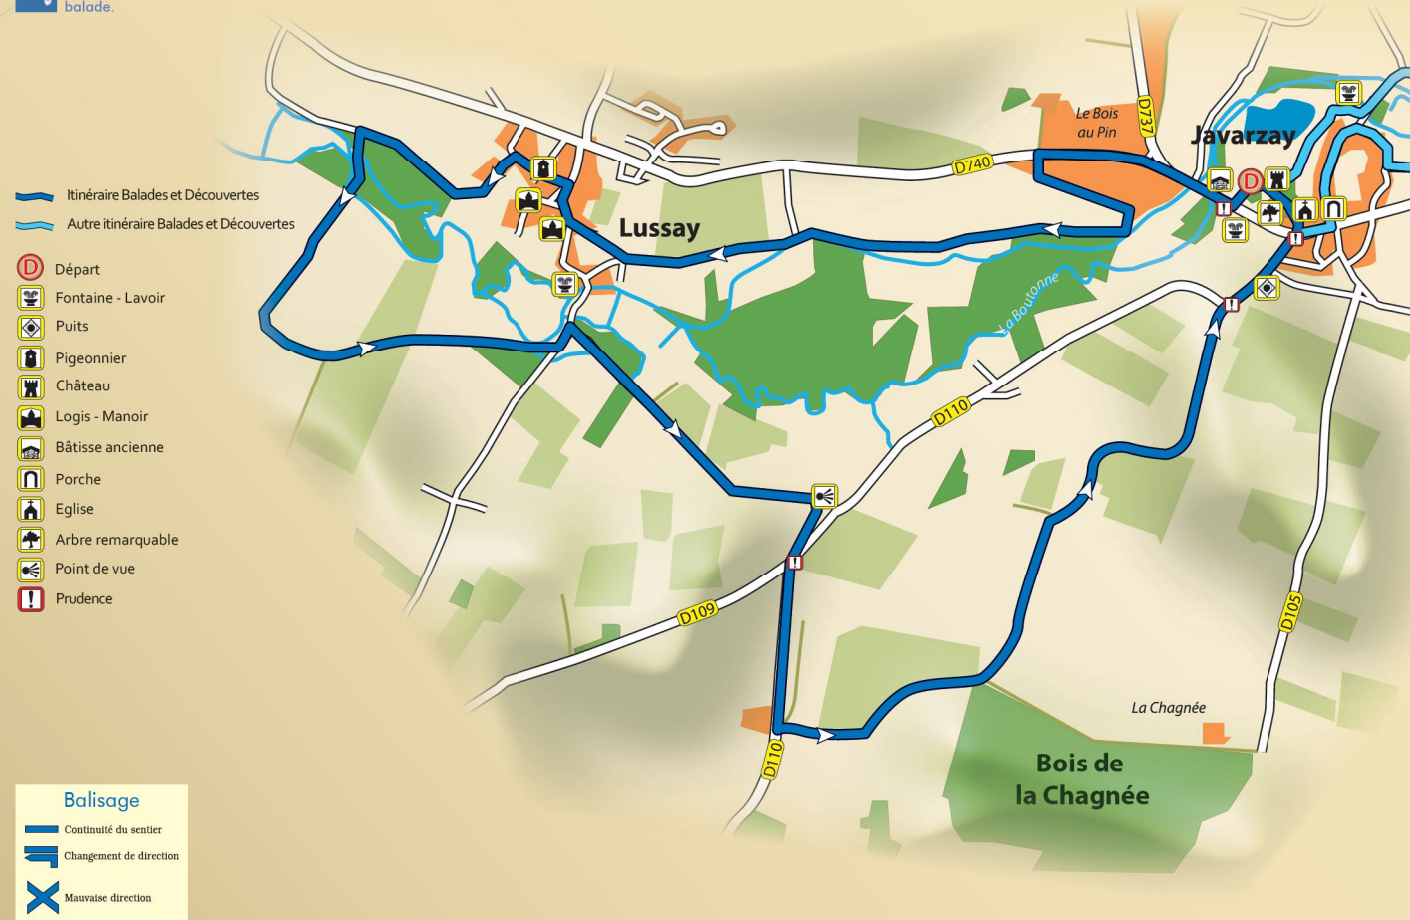 balade.
Itinéraire Balades et Découvertes
Autre itinéraire Balades et Découvertes
D
Départ
Fontaine - Lavoir
Puits
Pigeonnier
Château
Logis - Manoir
Bâtisse ancienne
Porche
Eglise
Arbre remarquable
Point de vue
!
Prudence
Balisage
Continuité du sentier
Changement de direction
Mauvaise direction
Le Bois
au Pin
D737
Javarzay
D740
D
!
!
Lussay
La Boutonne
!
D110
!
D109
D105
La Chagnée
D110
Bois de
la Chagnée